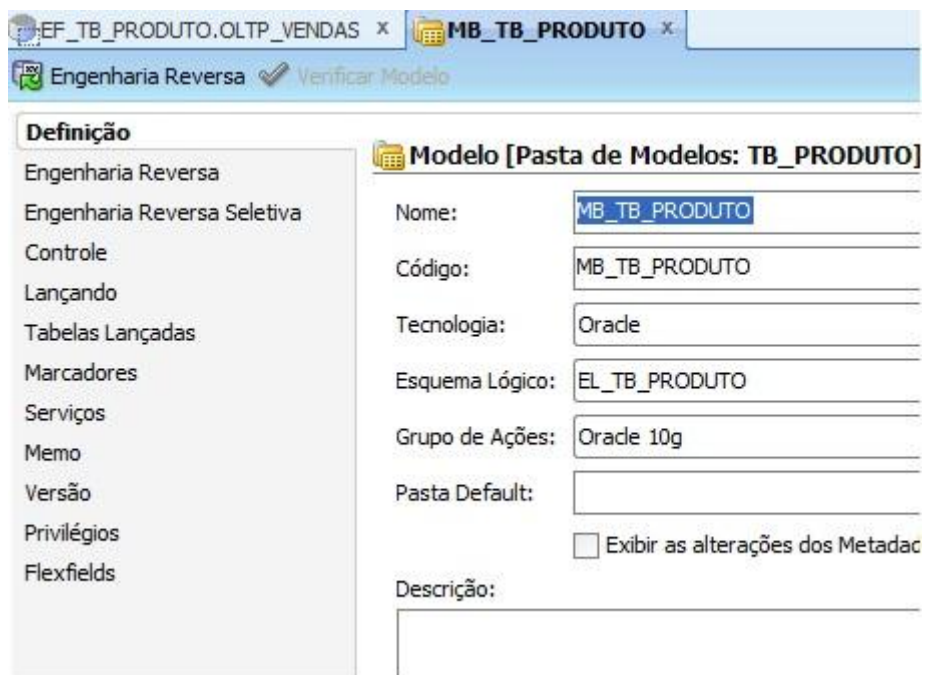 EF_TB_PRODUTO.OLTP_VENDAS x MB_TB_PRODUTO x
Engenharia Reversa Verificar Modelo
Definição
Engenharia Reversa
Engenharia Reversa Seletiva
Controle
Lançando
Tabelas Lançadas
Marcadores
Serviços
Memo
Versão
Privilégios
Flexfields
Modelo [Pasta de Modelos: TB_PRODUTO]
Nome: MB_TB_PRODUTO
Código: MB_TB_PRODUTO
Tecnologia: Oracle
Esquema Lógico: EL_TB_PRODUTO
Grupo de Ações: Oracle 10g
Pasta Default:
Exibir as alterações dos Metadad
Descrição: